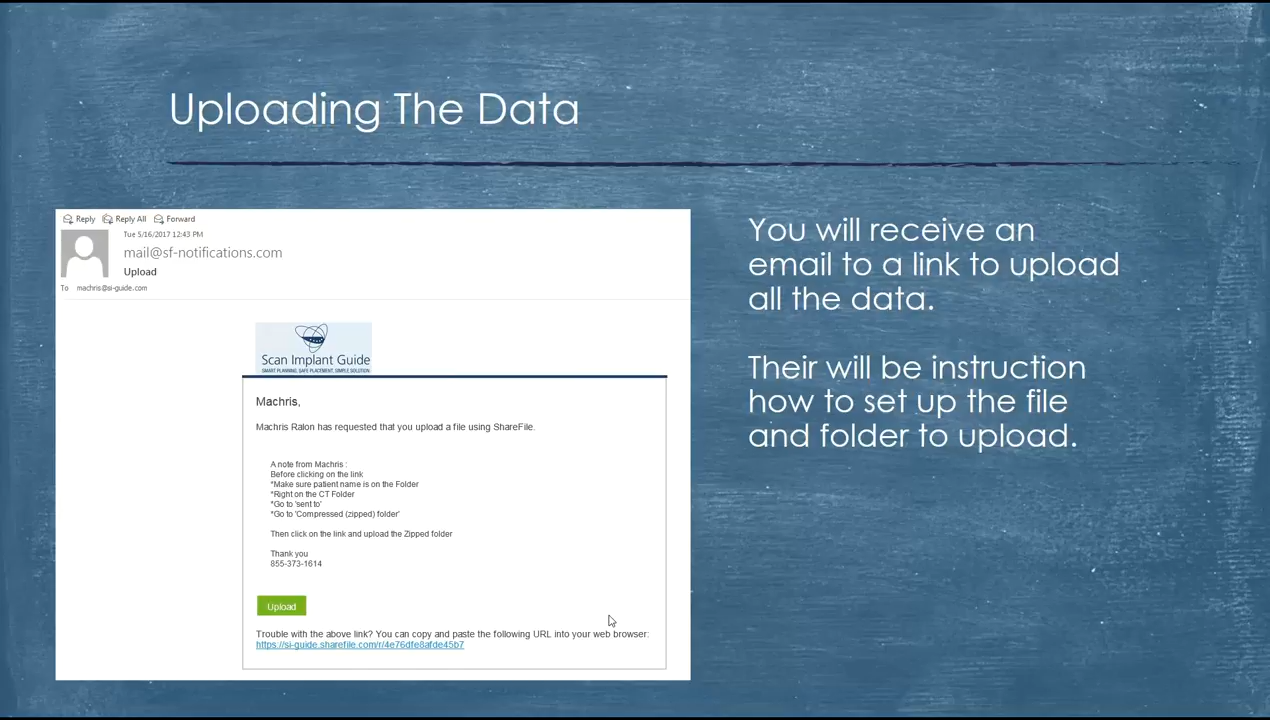 Uploading The Data
Reply Reply All Forward
Tue 5/16/2017 12:43 PM
mail@sf-notifications.com
Upload
To machris@si-guide.com
Scan Implant Guide
SMART PLANNING, SAFE PLACEMENT, SIMPLE SOLUTION
Machris,
Machris Ralon has requested that you upload a file using ShareFile.
A note from Machris :
Before clicking on the link
*Make sure patient name is on the Folder
*Right on the CT Folder
*Go to 'sent to'
*Go to 'Compressed (zipped) folder'
Then click on the link and upload the Zipped folder
Thank you
855-373-1614
Upload
Trouble with the above link? You can copy and paste the following URL into your web browser:
https://si-guide.sharefile.com/r/4e76dfe8afde45b7
You will receive an
email to a link to upload
all the data.
Their will be instruction
how to set up the file
and folder to upload.